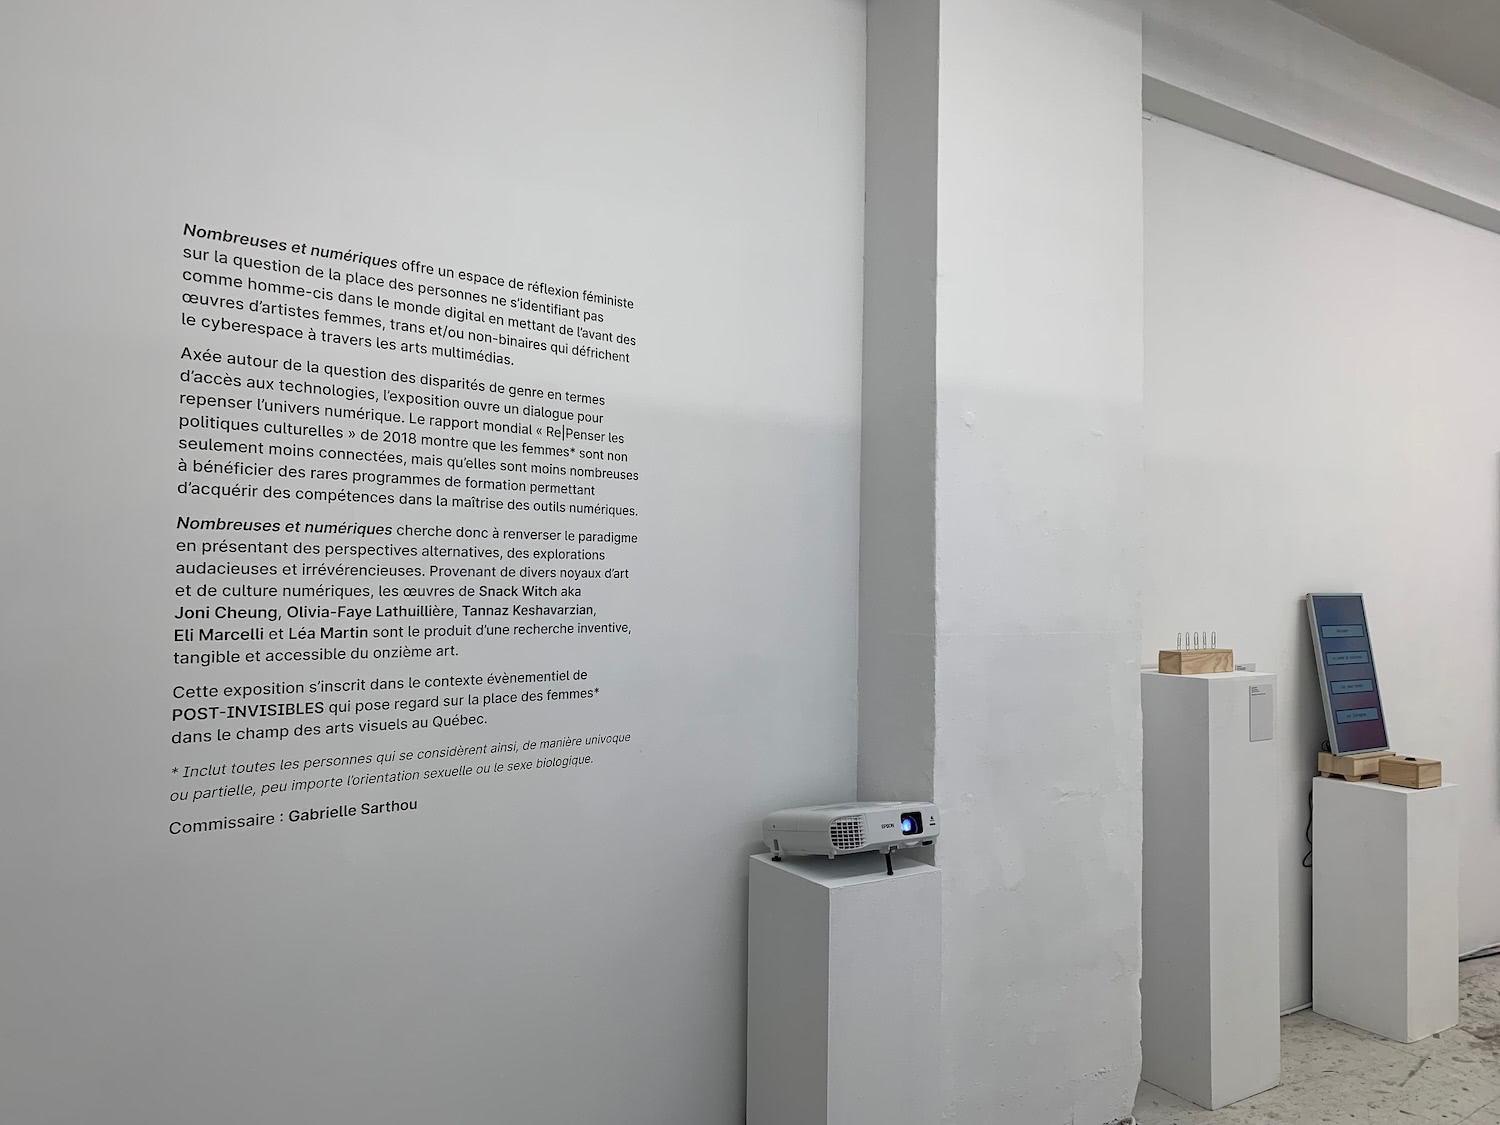 Nombreuses et numériques offre un espace de réflexion féministe
sur la question de la place des personnes ne s'identifiant pas
comme homme-cis dans le monde digital en mettant de l'avant des
œuvres d'artistes femmes, trans et/ou non-binaires qui défrichent
le cyberespace à travers les arts multimédias.
Axée autour de la question des disparités de genre en termes
d'accès aux technologies, l'exposition ouvre un dialogue pour
repenser l'univers numérique. Le rapport mondial « Re|Penser les
politiques culturelles » de 2018 montre que les femmes* sont non
seulement moins connectées, mais qu'elles sont moins nombreuses
à bénéficier des rares programmes de formation permettant
d'acquérir des compétences dans la maîtrise des outils numériques.
Nombreuses et numériques cherche donc à renverser le paradigme
en présentant des perspectives alternatives, des explorations
audacieuses et irrévérencieuses. Provenant de divers noyaux d'art
et de culture numériques, les œuvres de Snack Witch aka
Joni Cheung, Olivia-Faye Lathuillière, Tannaz Keshavarzian,
Eli Marcelli et Léa Martin sont le produit d'une recherche inventive,
tangible et accessible du onzième art.
Cette exposition s'inscrit dans le contexte évènementiel de
POST-INVISIBLES qui pose regard sur la place des femmes*
dans le champ des arts visuels au Québec.
* Inclut toutes les personnes qui se considèrent ainsi, de manière univoque
ou partielle, peu importe l'orientation sexuelle ou le sexe biologique.
Commissaire : Gabrielle Sarthou
EPSON